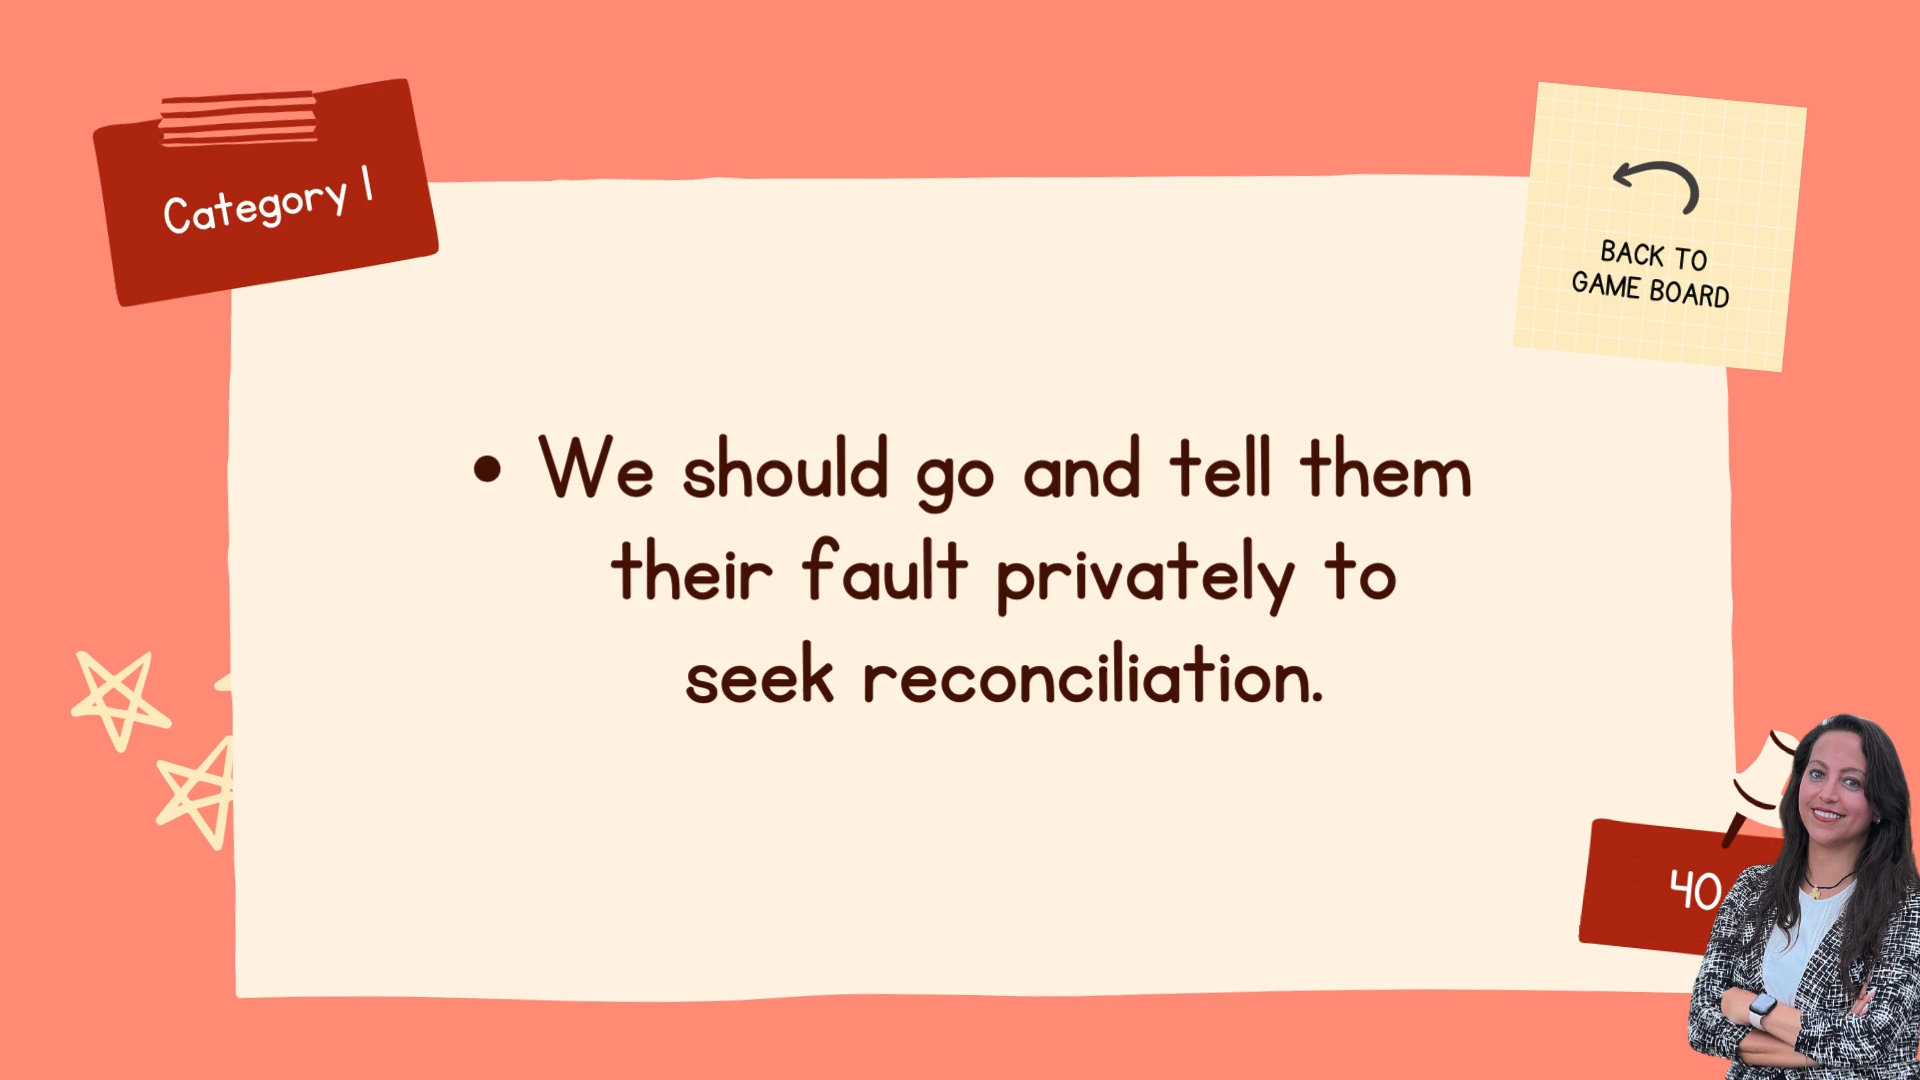 Category 1
BACK TO
GAME BOARD
• We should go and tell them
their fault privately to
seek reconciliation.
40